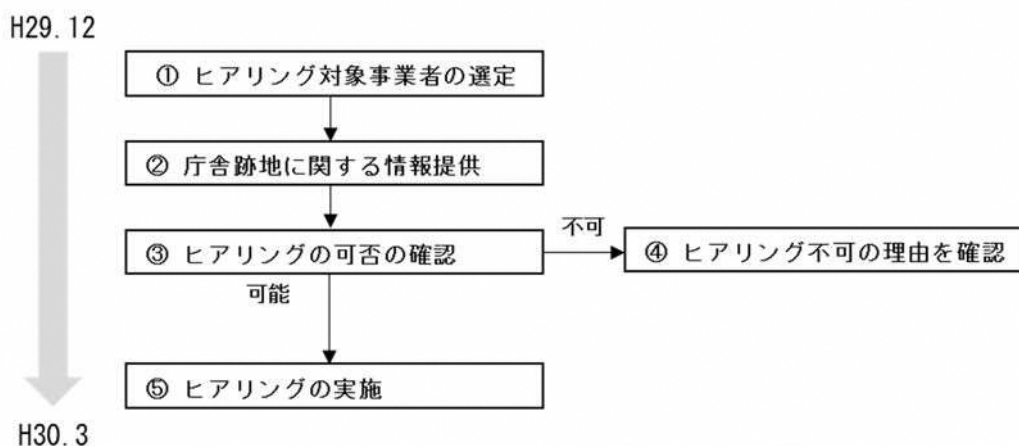 H29.12
① ヒアリング対象事業者の選定
② 庁舎跡地に関する情報提供
③ ヒアリングの可否の確認
不可
④ ヒアリング不可の理由を確認
可能
⑤ ヒアリングの実施
H30.3